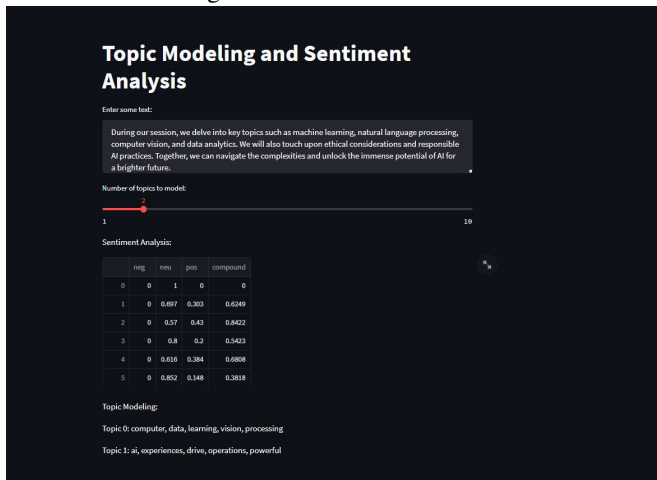 Topic Modeling and Sentiment
Analysis
Enter some text:
During our session, we delve into key topics such as machine learning, natural language processing,
computer vision, and data analytics. We will also touch upon ethical considerations and responsible
AI practices. Together, we can navigate the complexities and unlock the immense potential of AI for
a brighter future.
Number of topics to model:
2
1 10
Sentiment Analysis:
neg neu pos compound
0 0 1 0 0
1 0 0.697 0.303 0.6249
2 0 0.57 0.43 0.8422
3 0 0.8 0.2 0.5423
4 0 0.616 0.384 0.6808
5 0 0.852 0.148 0.3818
Topic Modeling:
Topic 0: computer, data, learning, vision, processing
Topic 1: ai, experiences, drive, operations, powerful